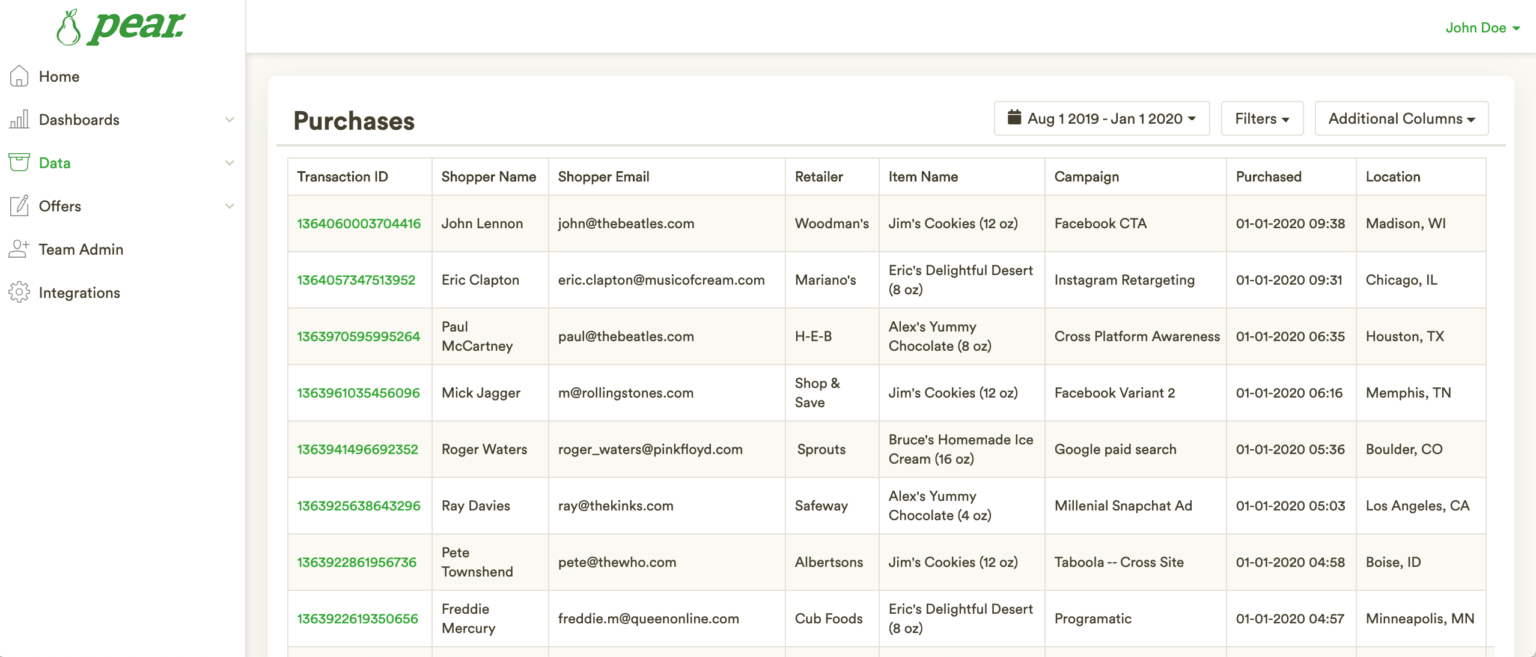 pear.
John Doe
Home
Dashboards
Data
Offers
Team Admin
Integrations
Purchases
Aug 1 2019 - Jan 1 2020
Filters
Additional Columns
Transaction ID Shopper Name Shopper Email Retailer Item Name Campaign Purchased Location
1364060003704416 John Lennon john@thebeatles.com Woodman's Jim's Cookies (12 oz) Facebook CTA 01-01-2020 09:38 Madison, WI
1364057347513952 Eric Clapton eric.clapton@musicofcream.com Mariano's Eric's Delightful Desert
(8 oz) Instagram Retargeting 01-01-2020 09:31 Chicago, IL
1363970595995264 Paul
McCartney paul@thebeatles.com H-E-B Alex's Yummy
Chocolate (8 oz) Cross Platform Awareness 01-01-2020 06:35 Houston, TX
1363961035456096 Mick Jagger m@rollingstones.com Shop &
Save Jim's Cookies (12 oz) Facebook Variant 2 01-01-2020 06:16 Memphis, TN
1363941496692352 Roger Waters roger_waters@pinkfloyd.com Sprouts Bruce's Homemade Ice
Cream (16 oz) Google paid search 01-01-2020 05:36 Boulder, CO
1363925638643296 Ray Davies ray@thekinks.com Safeway Alex's Yummy
Chocolate (4 oz) Millenial Snapchat Ad 01-01-2020 05:03 Los Angeles, CA
1363922861956736 Pete
Townshend pete@thewho.com Albertsons Jim's Cookies (12 oz) Taboola -- Cross Site 01-01-2020 04:58 Boise, ID
1363922619350656 Freddie
Mercury freddie.m@queenonline.com Cub Foods Eric's Delightful Desert
(8 oz) Programatic 01-01-2020 04:57 Minneapolis, MN